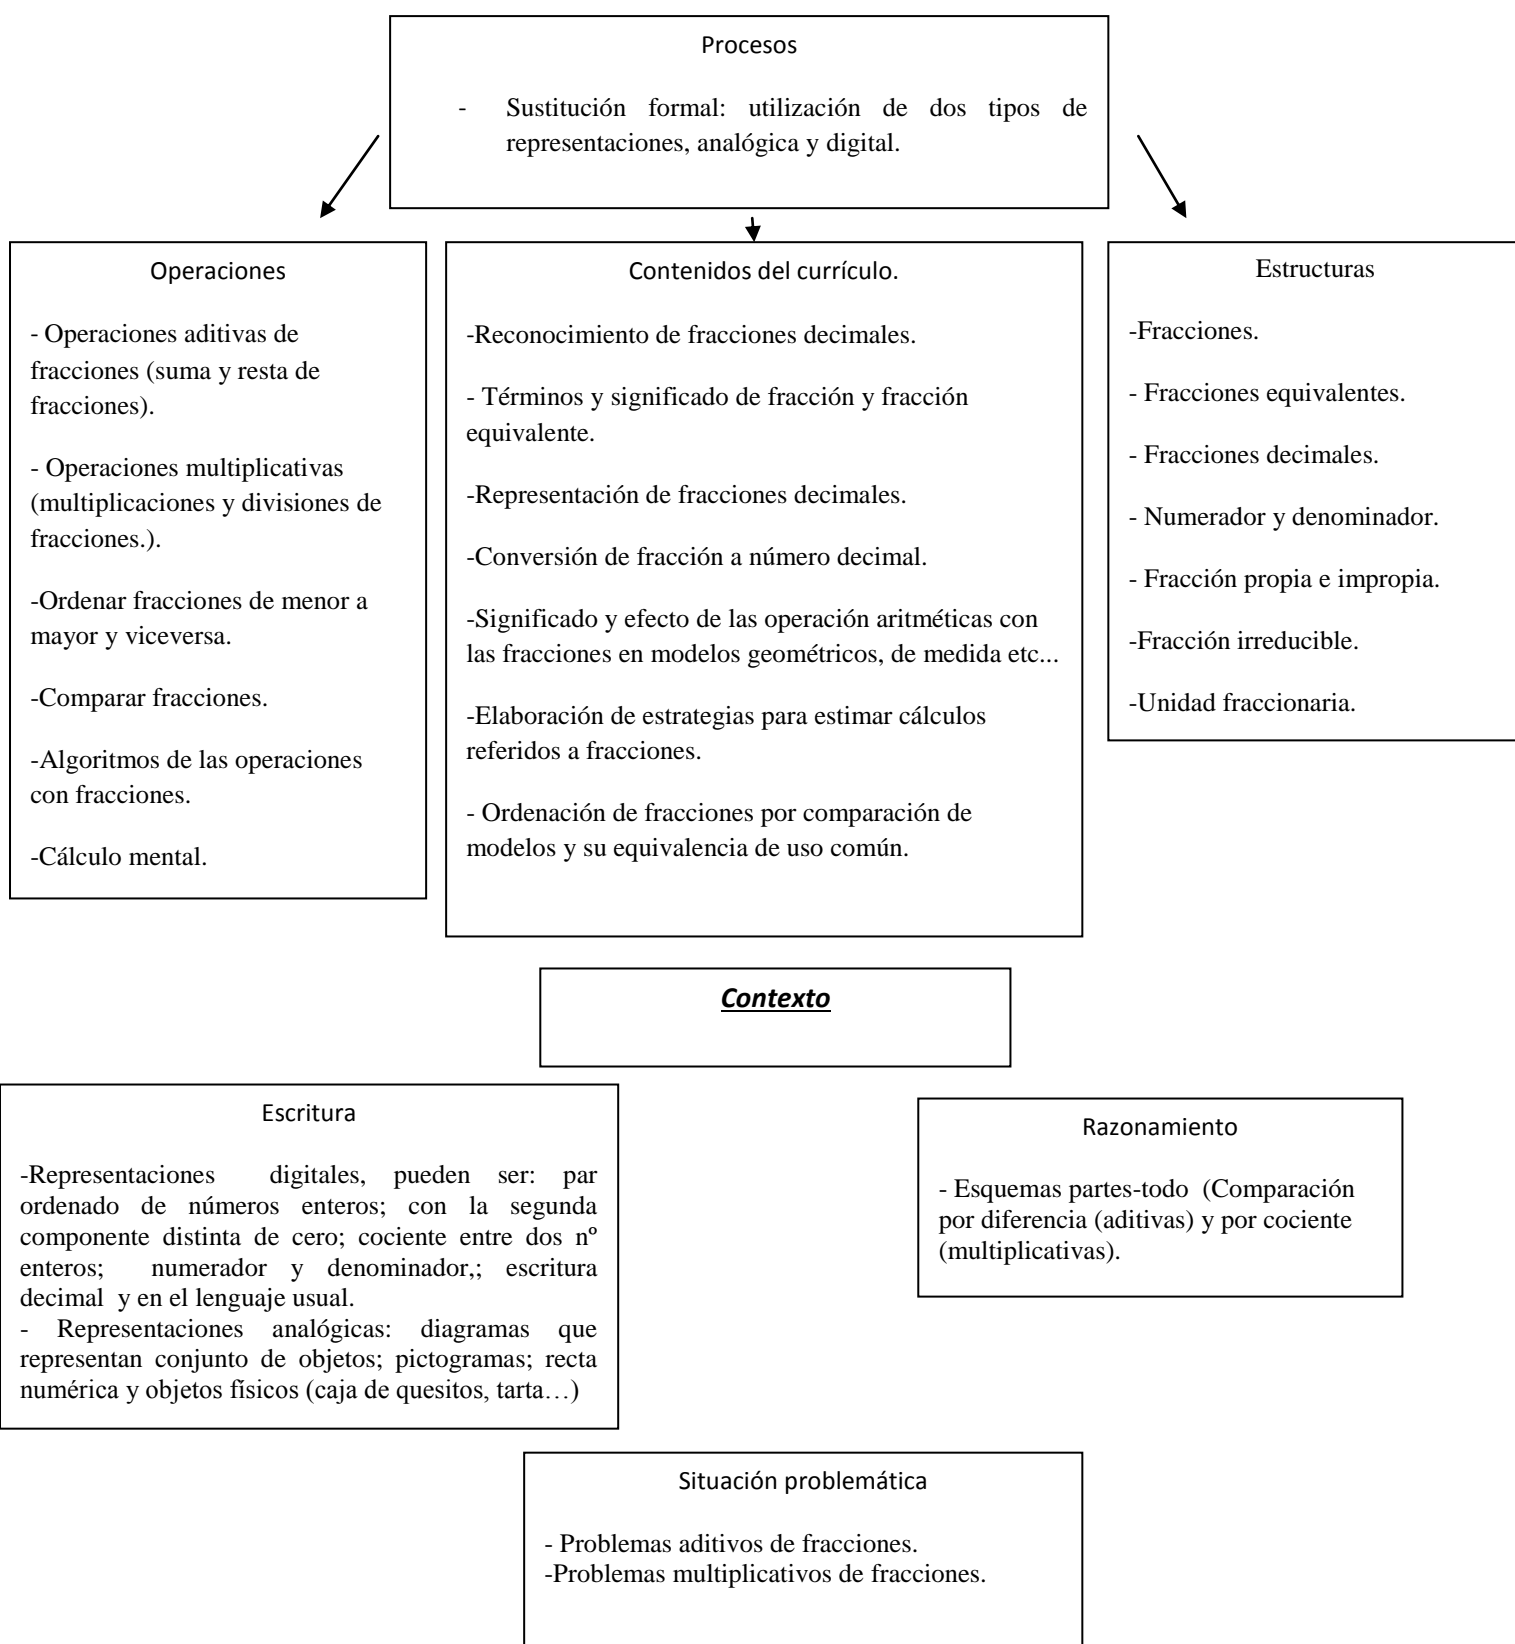 Procesos
- Sustitución formal: utilización de dos tipos de
representaciones, analógica y digital.
Operaciones
- Operaciones aditivas de
fracciones (suma y resta de
fracciones).
- Operaciones multiplicativas
(multiplicaciones y divisiones de
fracciones.).
-Ordenar fracciones de menor a
mayor y viceversa.
-Comparar fracciones.
-Algoritmos de las operaciones
con fracciones.
-Cálculo mental.
Contenidos del currículo.
-Reconocimiento de fracciones decimales.
- Términos y significado de fracción y fracción
equivalente.
-Representación de fracciones decimales.
-Conversión de fracción a número decimal.
-Significado y efecto de las operación aritméticas con
las fracciones en modelos geométricos, de medida etc...
-Elaboración de estrategias para estimar cálculos
referidos a fracciones.
- Ordenación de fracciones por comparación de
modelos y su equivalencia de uso común.
Estructuras
-Fracciones.
- Fracciones equivalentes.
- Fracciones decimales.
- Numerador y denominador.
- Fracción propia e impropia.
-Fracción irreducible.
-Unidad fraccionaria.
Contexto
Escritura
-Representaciones digitales, pueden ser: par
ordenado de números enteros; con la segunda
componente distinta de cero; cociente entre dos nº
enteros; numerador y denominador,; escritura
decimal y en el lenguaje usual.
- Representaciones analógicas: diagramas que
representan conjunto de objetos; pictogramas; recta
numérica y objetos físicos (caja de quesitos, tarta…)
Razonamiento
- Esquemas partes-todo (Comparación
por diferencia (aditivas) y por cociente
(multiplicativas).
Situación problemática
- Problemas aditivos de fracciones.
-Problemas multiplicativos de fracciones.